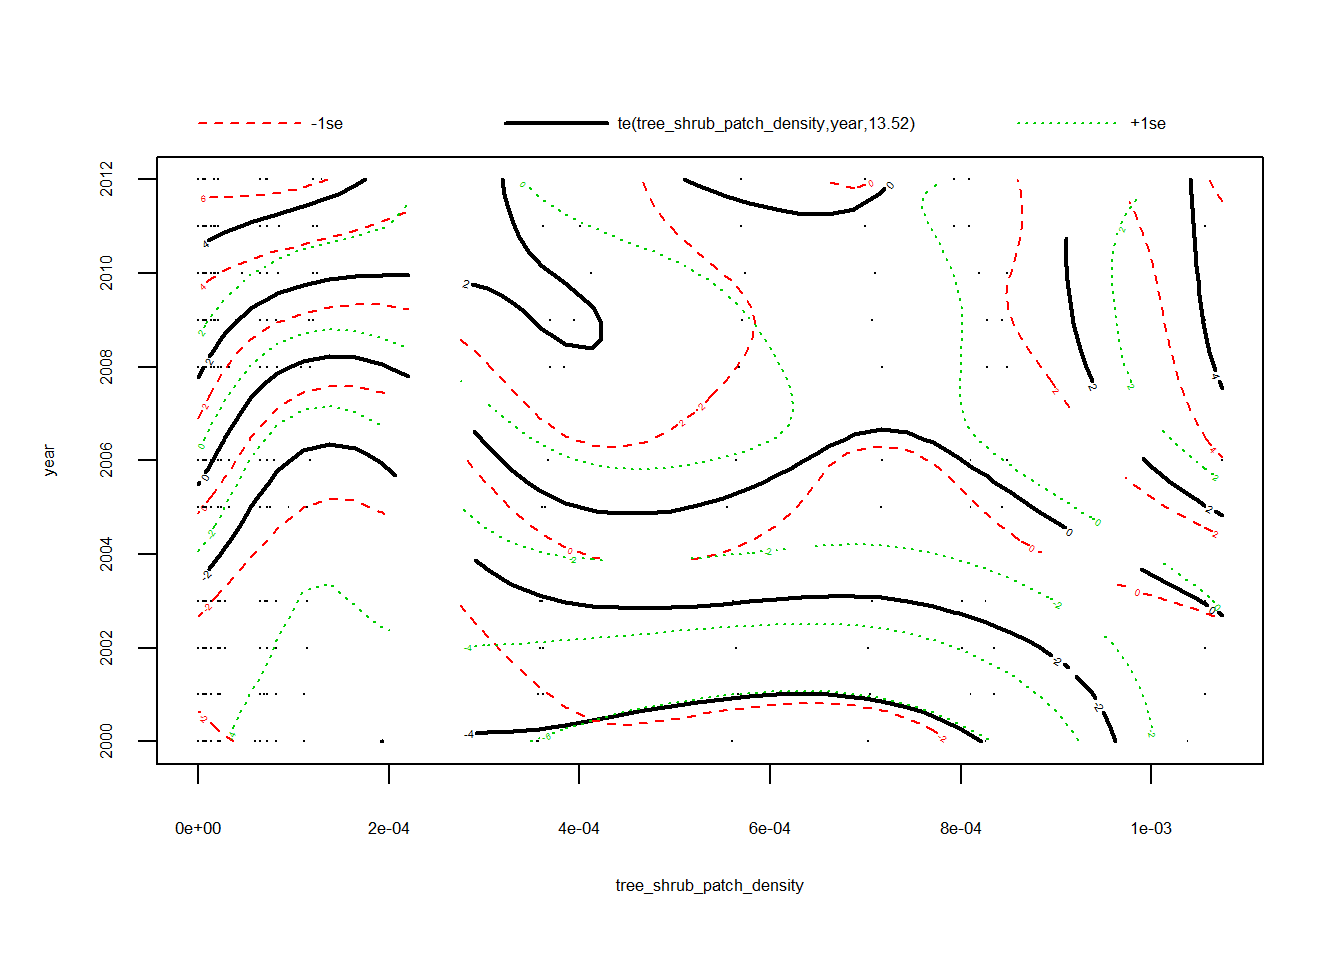 -1se te(tree_shrub_patch_density,year,13.52) +1se
2012
2010
2008
2006
2004
2002
2000
year
0e+00 2e-04 4e-04 6e-04 8e-04 1e-03
tree_shrub_patch_density